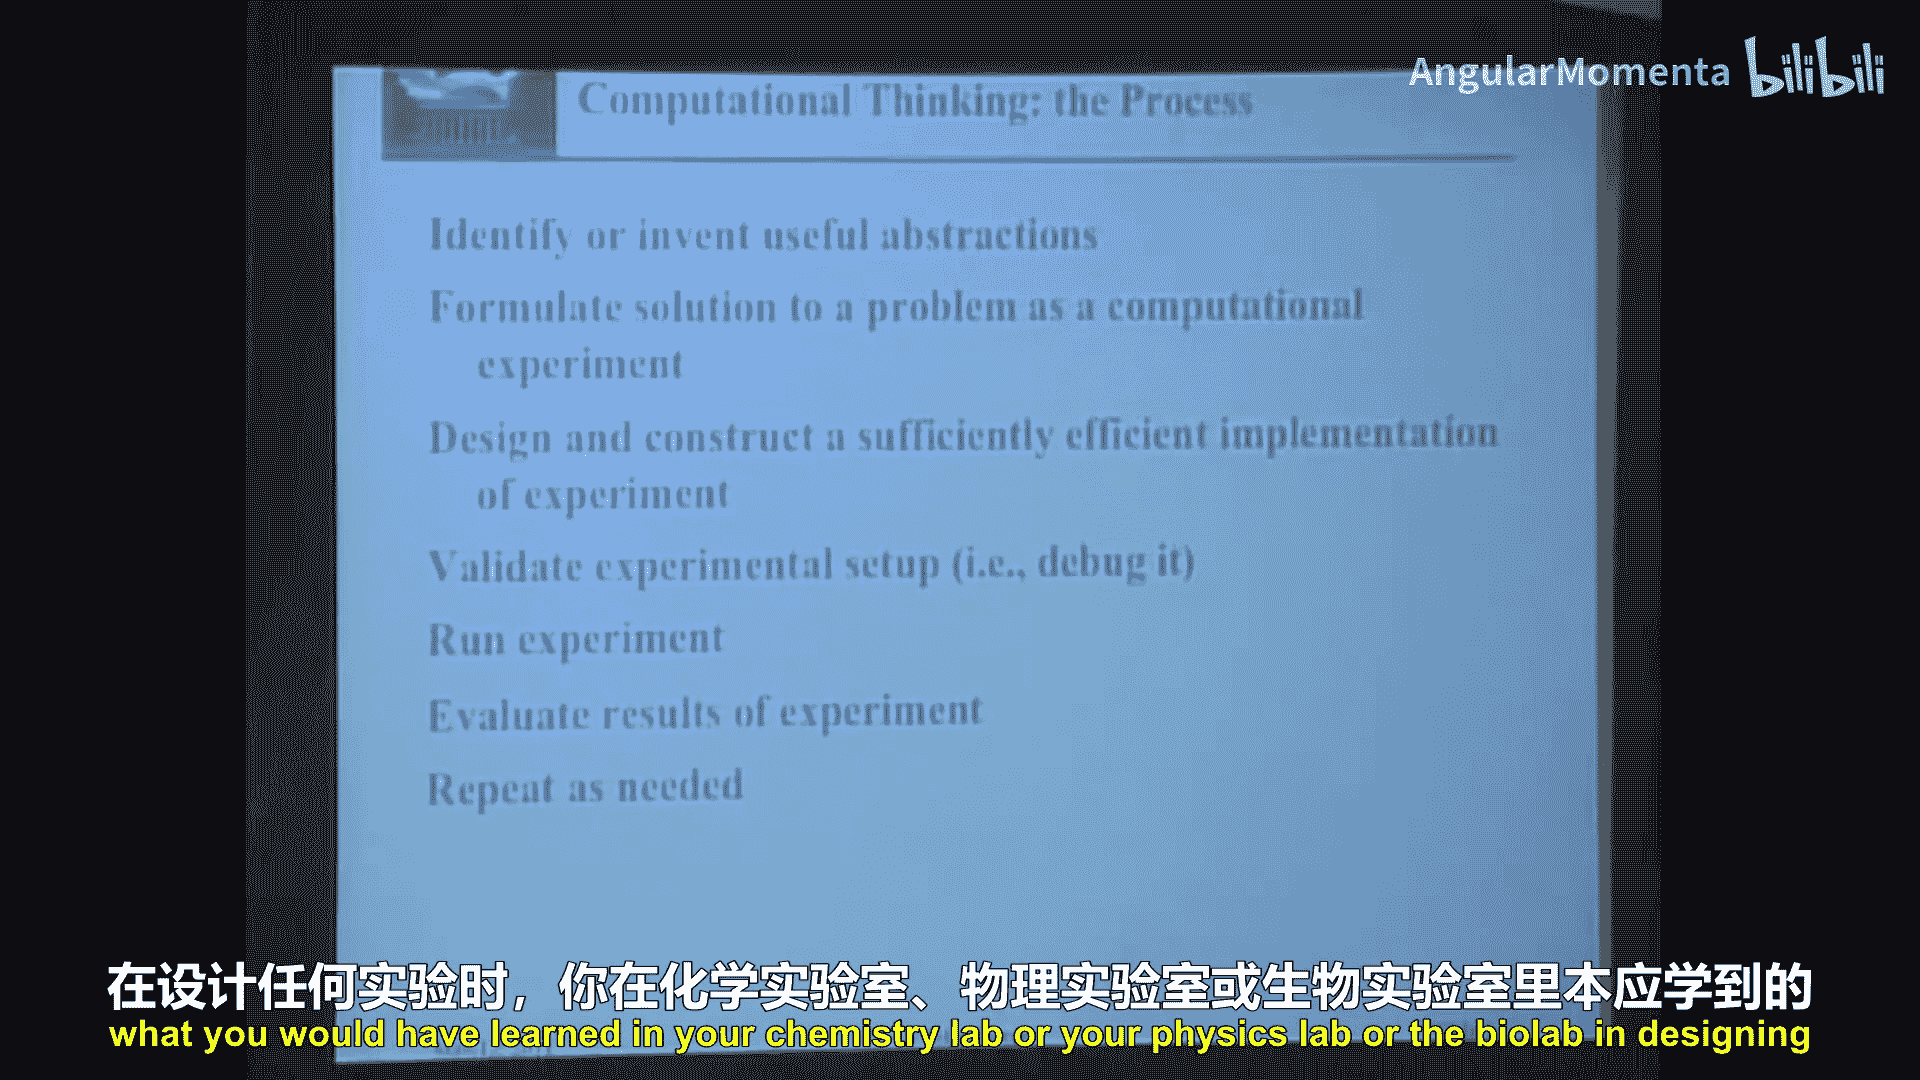 AngularMomenta bilibili
Computational Thinking: the Process
Identify or invent useful abstractions
Formulate solution to a problem as a computational
experiment
Design and construct a sufficiently efficient implementation
of experiment
Validate experimental setup (i.e., debug it)
Run experiment
Evaluate results of experiment
Repeat as needed
在设计任何实验时，你在化学实验室、物理实验室或生物实验室里本应学到的
what you would have learned in your chemistry lab or your physics lab or the biolab in designing